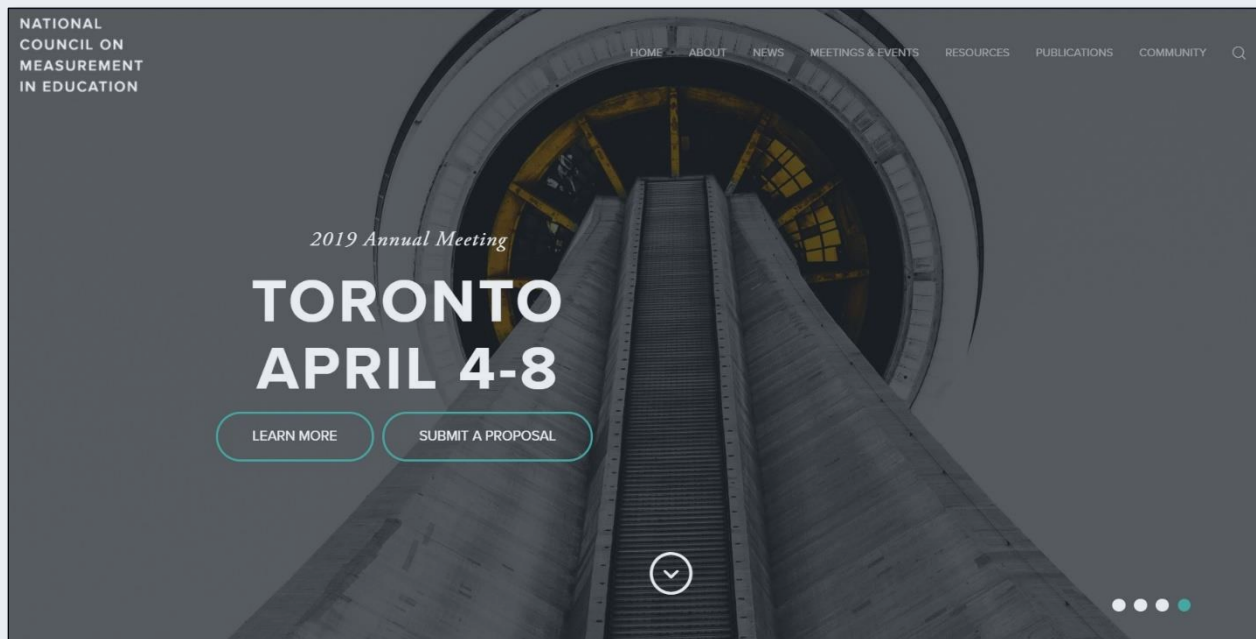 NATIONAL
COUNCIL ON
MEASUREMENT
IN EDUCATION
HOME ABOUT NEWS MEETINGS & EVENTS RESOURCES PUBLICATIONS COMMUNITY
2019 Annual Meeting
TORONTO
APRIL 4-8
LEARN MORE SUBMIT A PROPOSAL